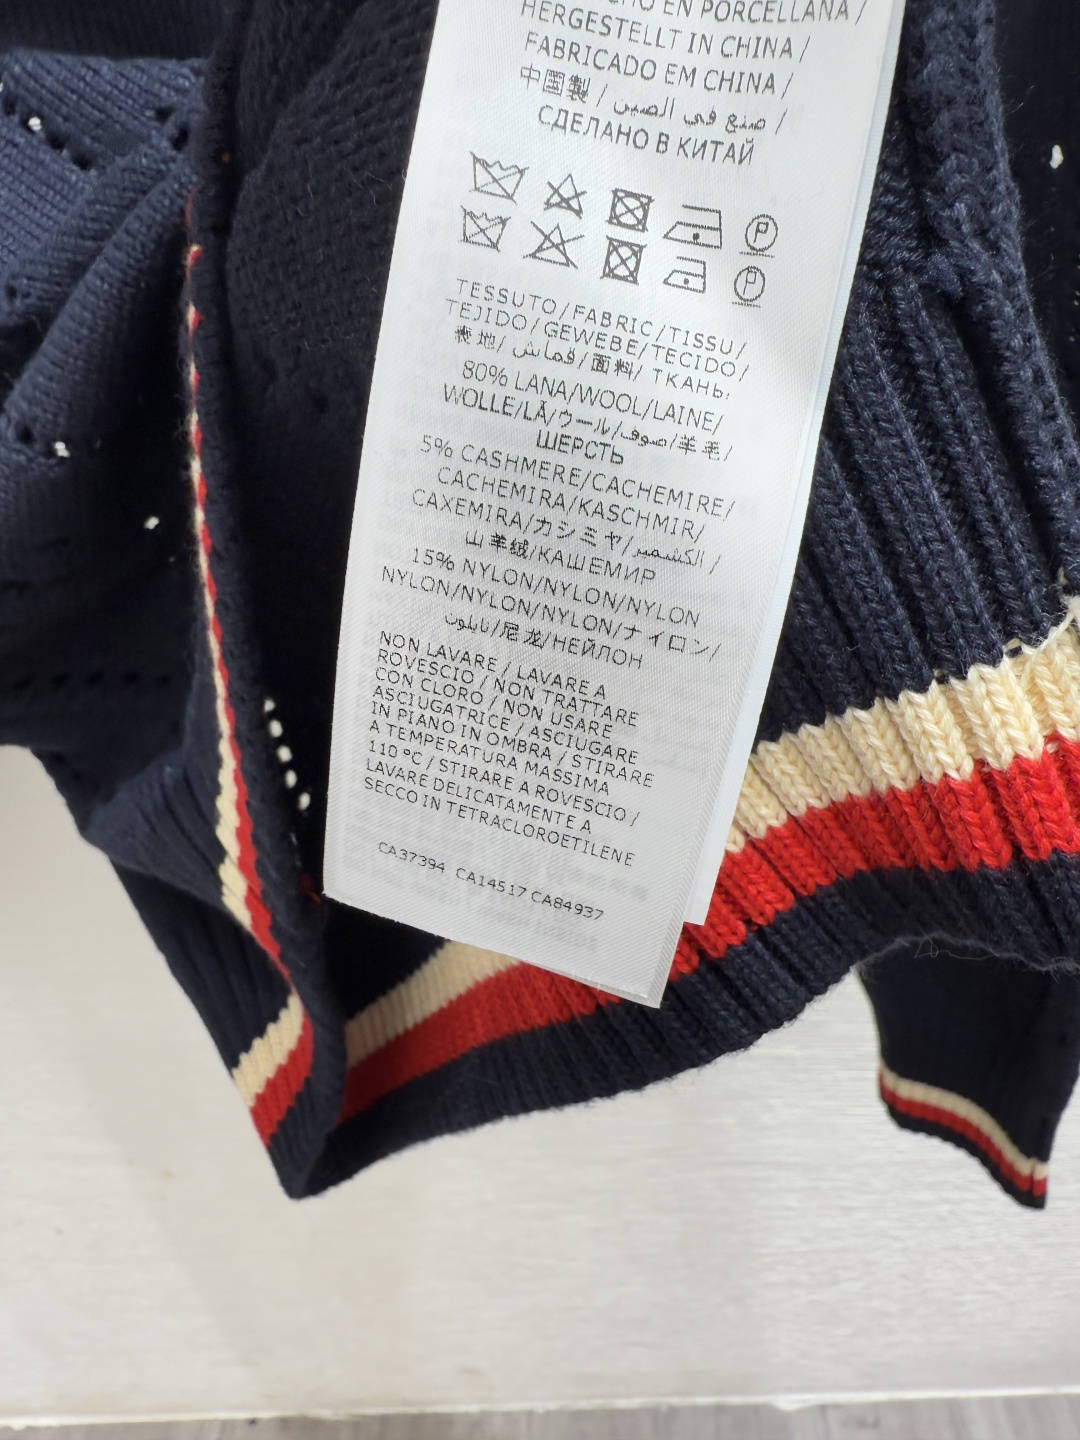 EN PORCELLANA /
HERGESTELLT IN CHINA /
FABRICADO EM CHINA /
中国製 / صنع في الصين /
СДЕЛАНО В КИТАЙ
P
P
TESSUTO/FABRIC/TISSU/
TEJIDO/GEWEBE/TECIDO/
表地/ قماش/面料/ ТКАНЬ:
80% LANA/WOOL/LAINE/
WOLLE/LÃ/ウール/صوف/羊毛/
ШЕРСТЬ
5% CASHMERE/CACHEMIRE/
CACHEMIRA/KASCHMIR/
CAXEMIRA/カシミヤ/الكشمير/
山羊绒/КАШЕМИР
15% NYLON/NYLON/NYLON
NYLON/NYLON/NYLON/ナイロン/
نايلون/尼龙/НЕЙЛОН
NON LAVARE / LAVARE A
ROVESCIO / NON TRATTARE
CON CLORO / NON USARE
ASCIUGATRICE / ASCIUGARE
IN PIANO IN OMBRA / STIRARE
A TEMPERATURA MASSIMA
110 °C / STIRARE A ROVESCIO /
LAVARE DELICATAMENTE A
SECCO IN TETRACLOROETILENE
CA37394 CA14517 CA84937